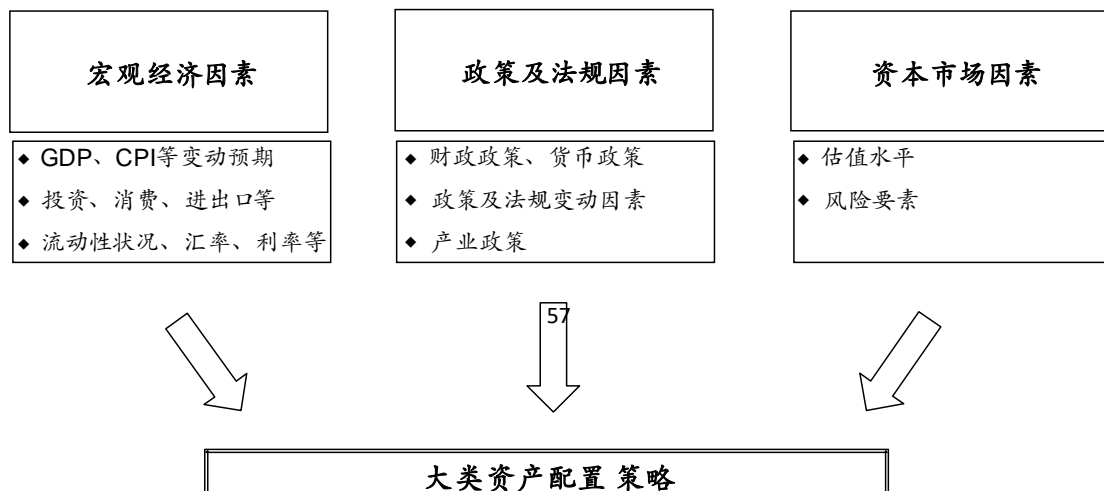 宏观经济因素
政策及法规因素
资本市场因素
◆ GDP、CPI等变动预期
◆ 投资、消费、进出口等
◆ 流动性状况、汇率、利率等
◆ 财政政策、货币政策
◆ 政策及法规变动因素
◆ 产业政策
◆ 估值水平
◆ 风险要素
57
大类资产配置 策略